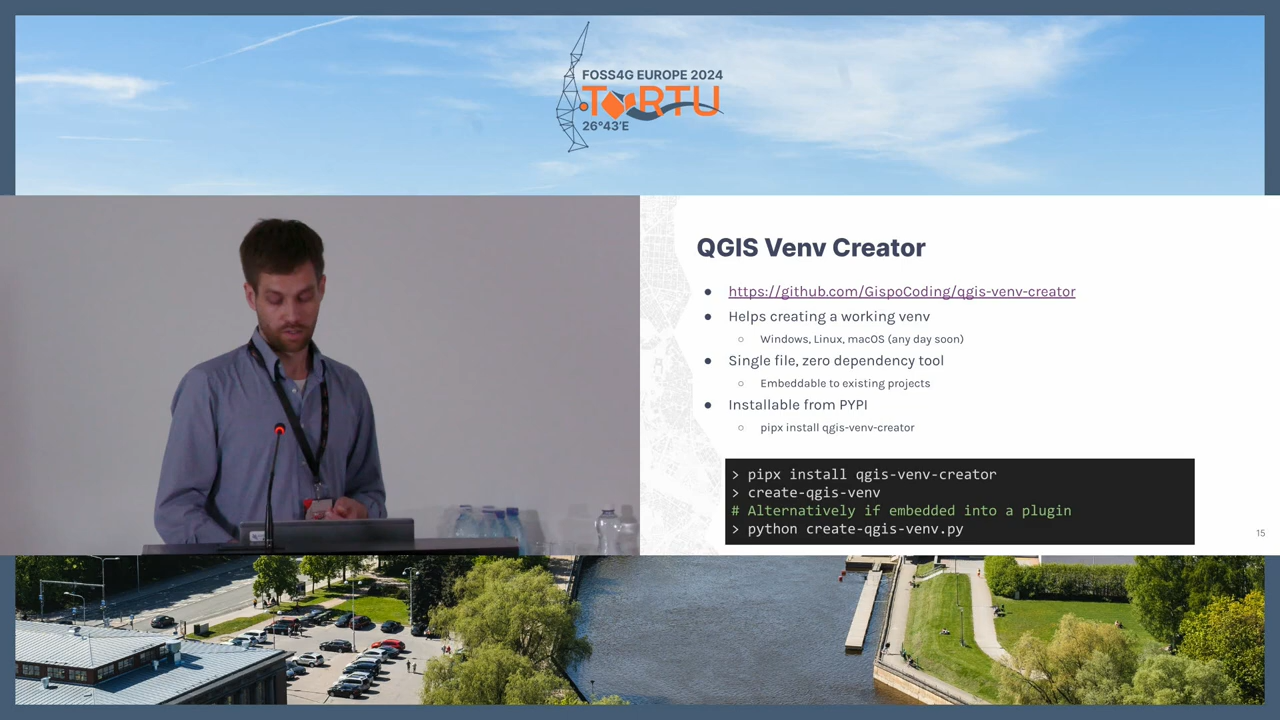 FOSS4G EUROPE 2024
TARTU
26°43'E
QGIS Venv Creator
https://github.com/GispoCoding/qgis-venv-creator
Helps creating a working venv
Windows, Linux, macOS (any day soon)
Single file, zero dependency tool
Embeddable to existing projects
Installable from PYPI
pipx install qgis-venv-creator
> pipx install qgis-venv-creator
> create-qgis-venv
# Alternatively if embedded into a plugin
> python create-qgis-venv.py
15